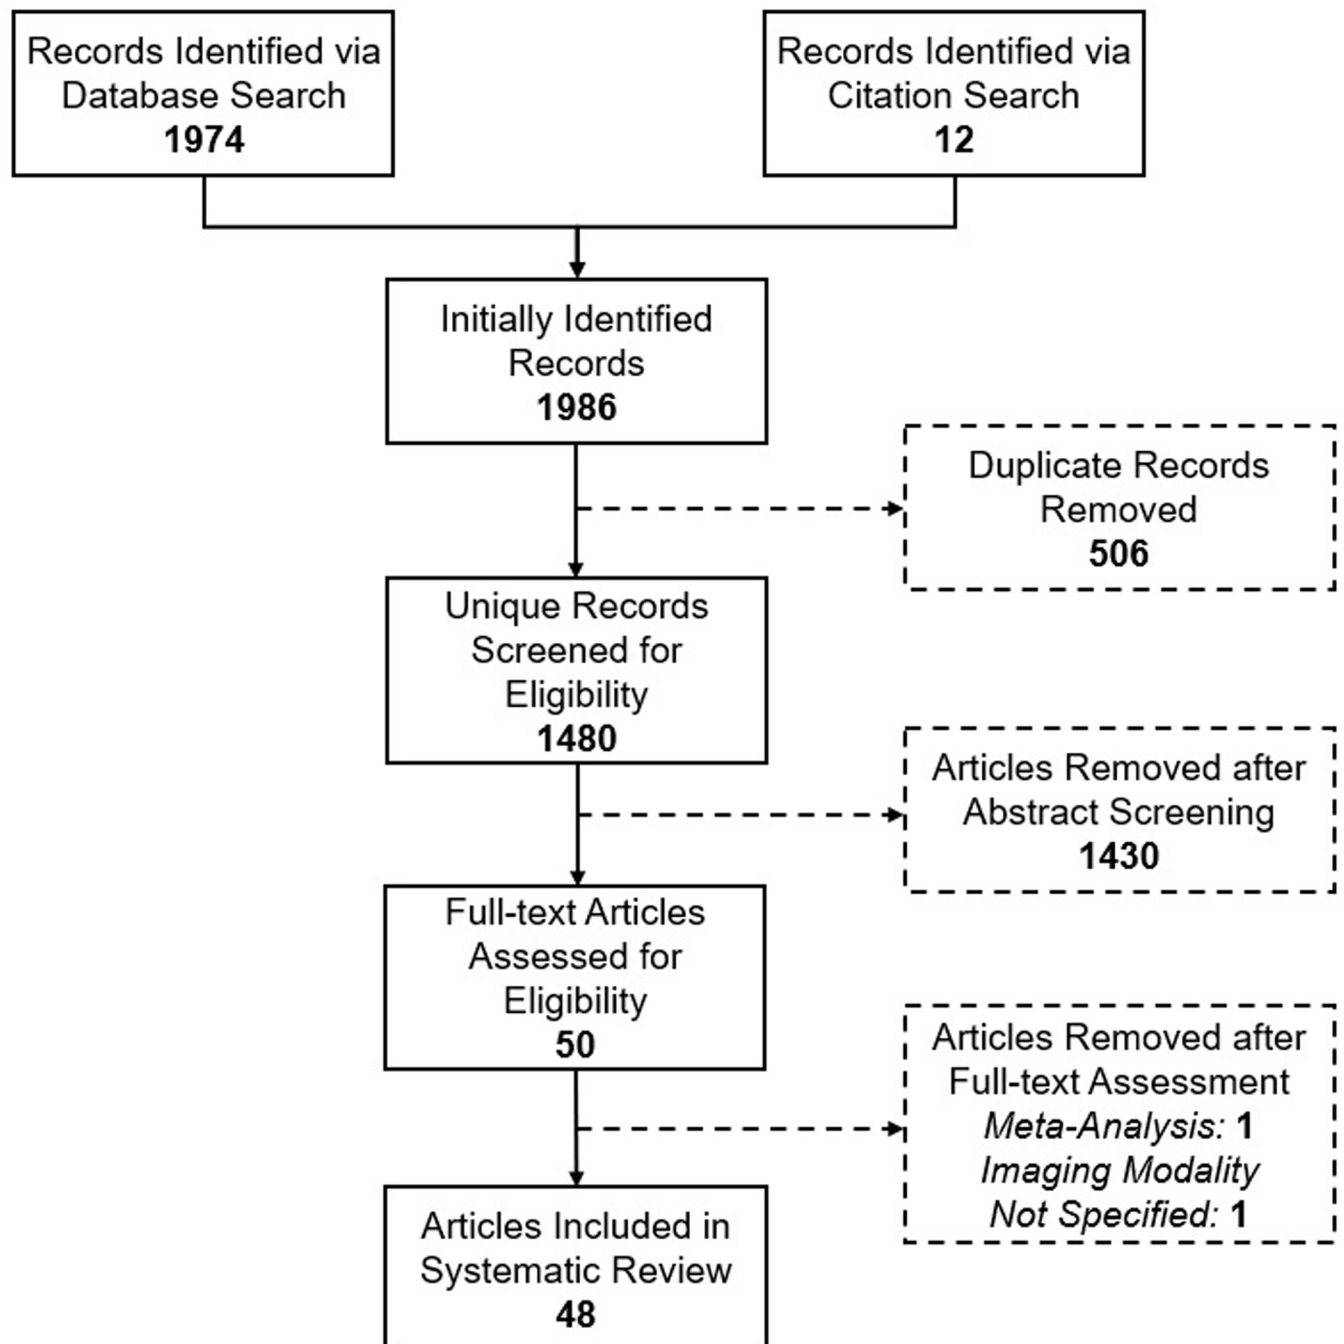 Records Identified via
Database Search
1974
Records Identified via
Citation Search
12
Initially Identified
Records
1986
Duplicate Records
Removed
506
Unique Records
Screened for
Eligibility
1480
Articles Removed after
Abstract Screening
1430
Full-text Articles
Assessed for
Eligibility
50
Articles Removed after
Full-text Assessment
Meta-Analysis: 1
Imaging Modality
Not Specified: 1
Articles Included in
Systematic Review
48